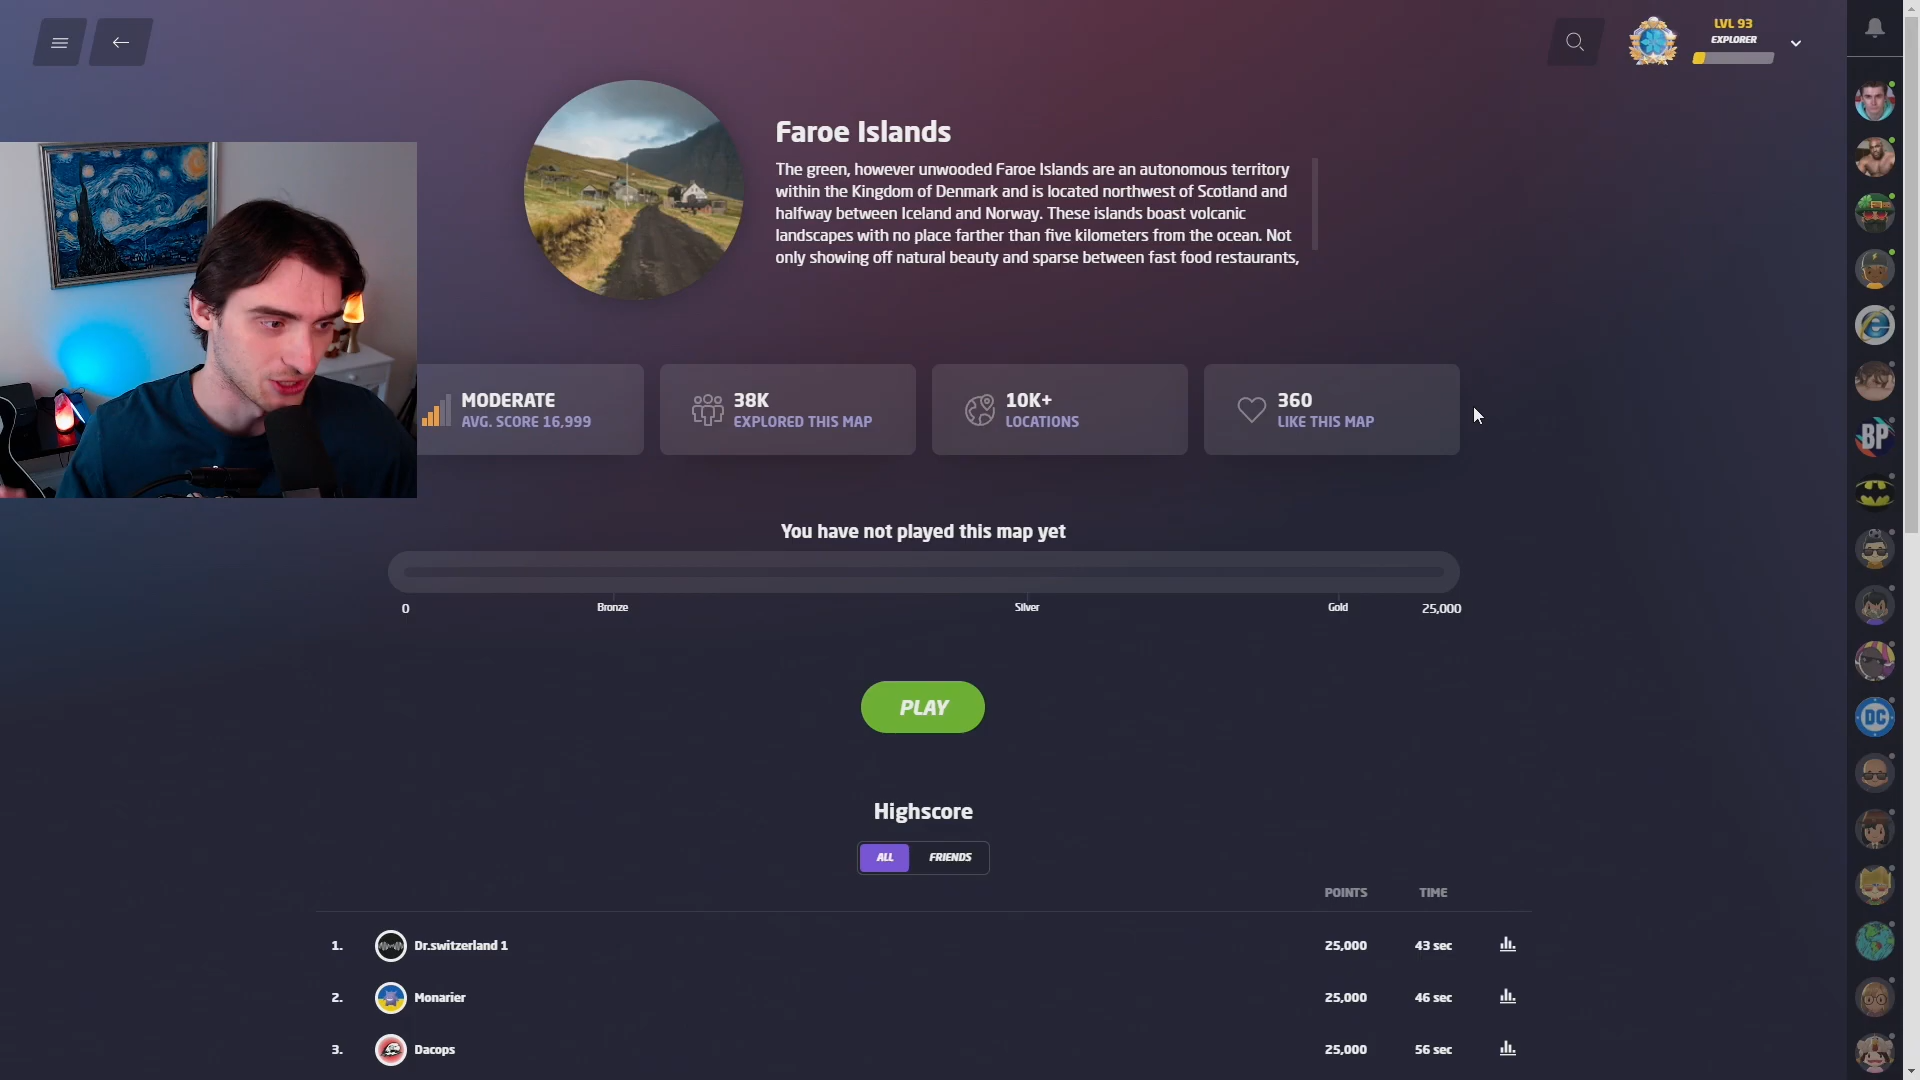 LVL 93
EXPLORER
Faroe Islands
The green, however unwooded Faroe Islands are an autonomous territory
within the Kingdom of Denmark and is located northwest of Scotland and
halfway between Iceland and Norway. These islands boast volcanic
landscapes with no place farther than five kilometers from the ocean. Not
only showing off natural beauty and sparse between fast food restaurants,
MODERATE
AVG. SCORE 16,999
38K
EXPLORED THIS MAP
10K+
LOCATIONS
360
LIKE THIS MAP
BP
You have not played this map yet
0
Bronze
Silver
Gold
25,000
PLAY
DC
Highscore
ALL
FRIENDS
POINTS
TIME
1.
Dr.switzerland 1
25,000
43 sec
2.
Monarier
25,000
46 sec
3.
Dacops
25,000
56 sec